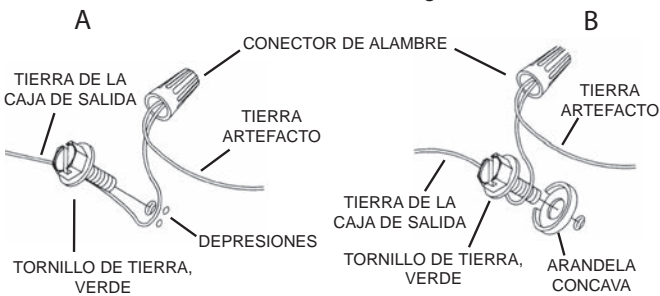 A
B
CONECTOR DE ALAMBRE
TIERRA DE LA
CAJA DE SALIDA
TIERRA
ARTEFACTO
TIERRA
ARTEFACTO
DEPRESIONES
TORNILLO DE TIERRA,
VERDE
TIERRA DE LA
CAJA DE SALIDA
TORNILLO DE TIERRA,
VERDE
ARANDELA
CONCAVA